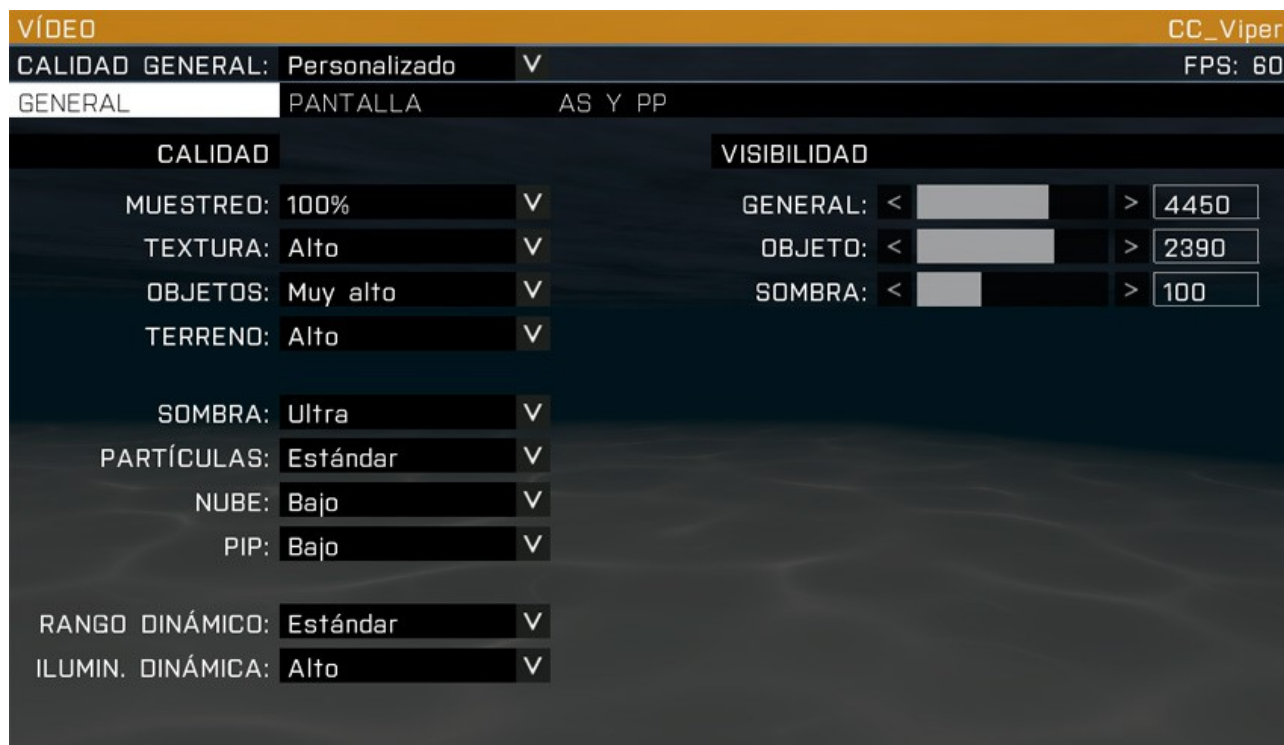 VÍDEO CC_Viper
CALIDAD GENERAL: Personalizado V FPS: 60
GENERAL PANTALLA AS Y PP
CALIDAD VISIBILIDAD
MUESTREO: 100% V GENERAL: < > 4450
TEXTURA: Alto V OBJETO: < > 2390
OBJETOS: Muy alto V SOMBRA: < > 100
TERRENO: Alto V
SOMBRA: Ultra V
PARTÍCULAS: Estándar V
NUBE: Bajo V
PIP: Bajo V
RANGO DINÁMICO: Estándar V
ILUMIN. DINÁMICA: Alto V